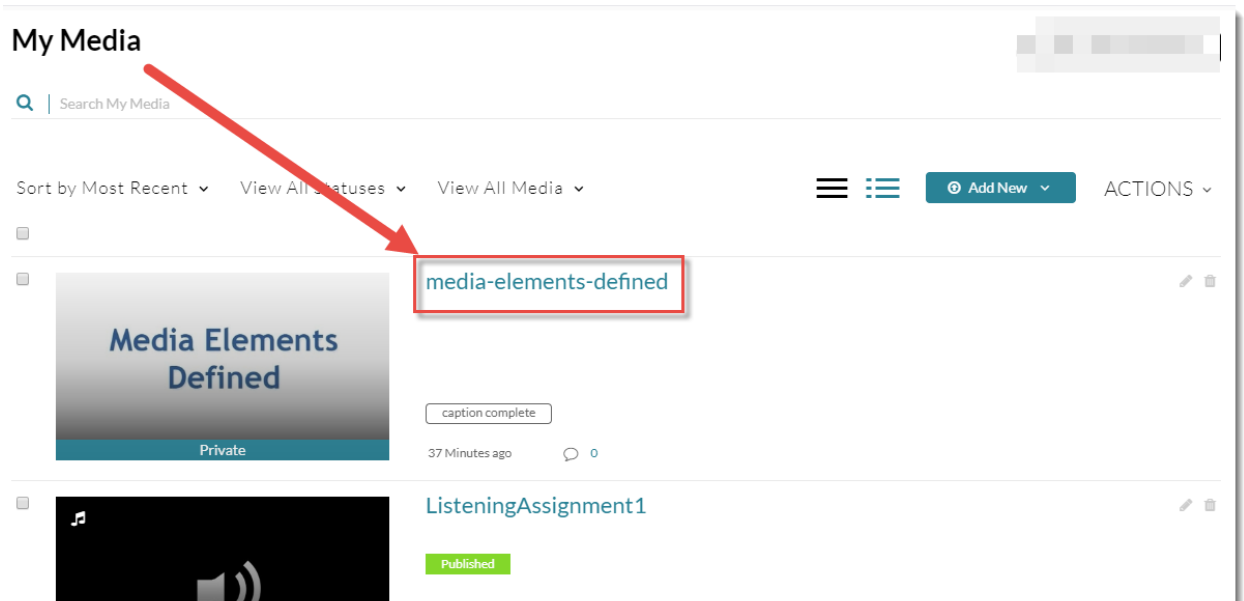 My Media
Search My Media
Sort by Most Recent View All Statuses View All Media Add New ACTIONS
media-elements-defined
Media Elements
Defined
caption complete
Private
37 Minutes ago 0
ListeningAssignment1
Published